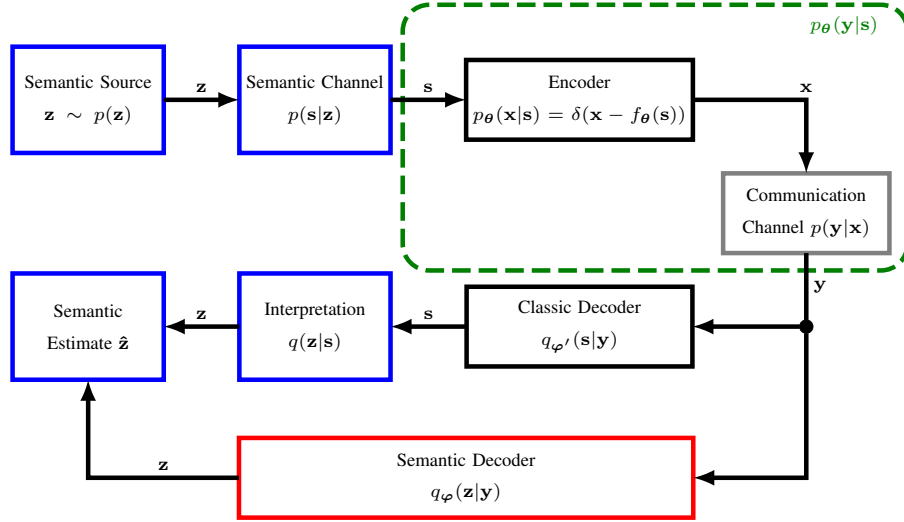 p_θ(y|s)
Semantic Source
z ∼ p(z)
z
Semantic Channel
p(s|z)
s
Encoder
p_θ(x|s) = δ(x − f_θ(s))
x
Communication
Channel p(y|x)
y
Semantic
Estimate ẑ
z
Interpretation
q(z|s)
s
Classic Decoder
q_φ′(s|y)
z
Semantic Decoder
q_φ(z|y)